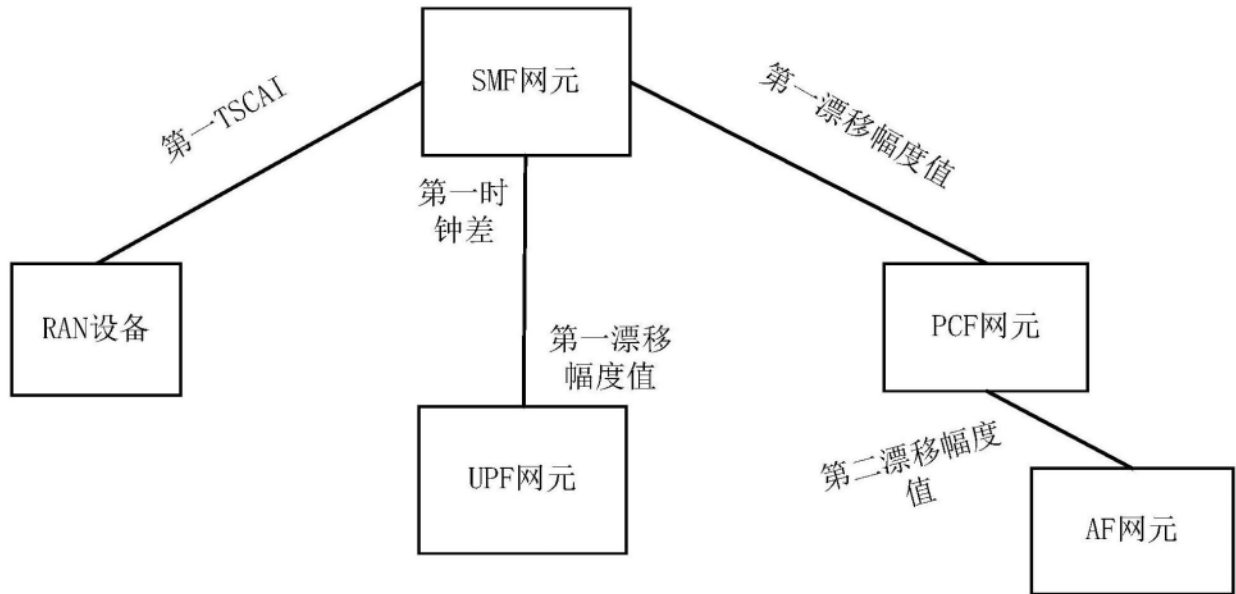 SMF网元
第一TSCAI
第一漂移幅度值
第一时
钟差
RAN设备
第一漂移
幅度值
PCF网元
UPF网元
第二漂移幅度
值
AF网元